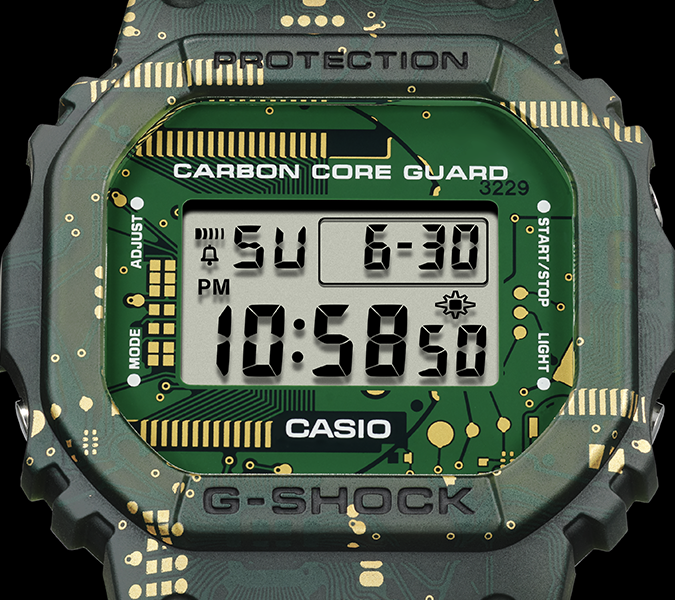 PROTECTION
CARBON CORE GUARD
3229
3229
ADJUST
START/STOP
SU 6-30
PM
10:58 50
MODE
LIGHT
CASIO
G-SHOCK